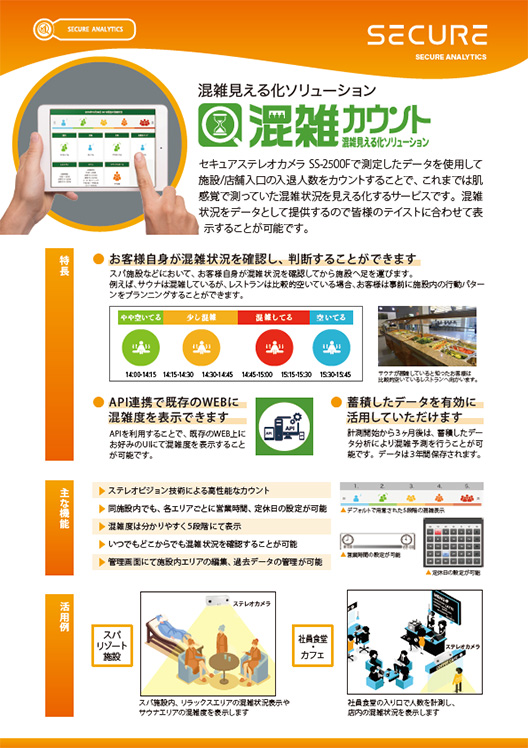 SECURE ANALYTICS
SECURE
SECURE ANALYTICS
混雑見える化ソリューション
混雑カウント
混雑見える化ソリューション
セキュアステレオカメラ SS-2500Fで測定したデータを使用して
施設/店舗入口の入退人数をカウントすることで、これまでは肌
感覚で測っていた混雑状況を見える化するサービスです。混雑
状況をデータとして提供するので皆様のテイストに合わせて表
示することが可能です。
特長
● お客様自身が混雑状況を確認し、判断することができます
スパ施設などにおいて、お客様自身が混雑状況を確認してから施設へ足を運びます。
例えば、サウナは混雑しているが、レストランは比較的空いている場合、お客様は事前に施設内の行動パター
ンをプランニングすることができます。
やや空いてる 少し混雑 混雑してる 空いてる
14:00-14:15 14:15-14:30 14:30-14:45 14:45-15:00 15:15-15:30 15:30-15:45
サウナが混雑していると知ったお客様は
比較的空いているレストランへ向かいます。
● API連携で既存のWEBに
混雑度を表示できます
APIを利用することで、既存のWEB上に
お好みのUIにて混雑度を表示すること
が可能です。
API
● 蓄積したデータを有効に
活用していただけます
計測開始から3ヶ月後は、蓄積したデー
タ分析により混雑予測を行うことが可
能です。データは3年間保存されます。
主な機能
▶ ステレオビジョン技術による高性能なカウント
▶ 同施設内でも、各エリアごとに営業時間、定休日の設定が可能
▶ 混雑度は分かりやすく5段階にて表示
▶ いつでもどこからでも混雑状況を確認することが可能
▶ 管理画面にて施設内エリアの編集、過去データの管理が可能
1. 2. 3. 4. 5.
▲デフォルトで用意された5段階の混雑表示
▲営業時間の設定が可能
▲定休日の設定が可能
活用例
スパ
リゾート
施設
ステレオカメラ
スパ施設内、リラックスエリアの混雑状況表示や
サウナエリアの混雑度を表示します
社員食堂
・
カフェ
ステレオカメラ
社員食堂の入り口で人数を計測し、
店内の混雑状況を表示します